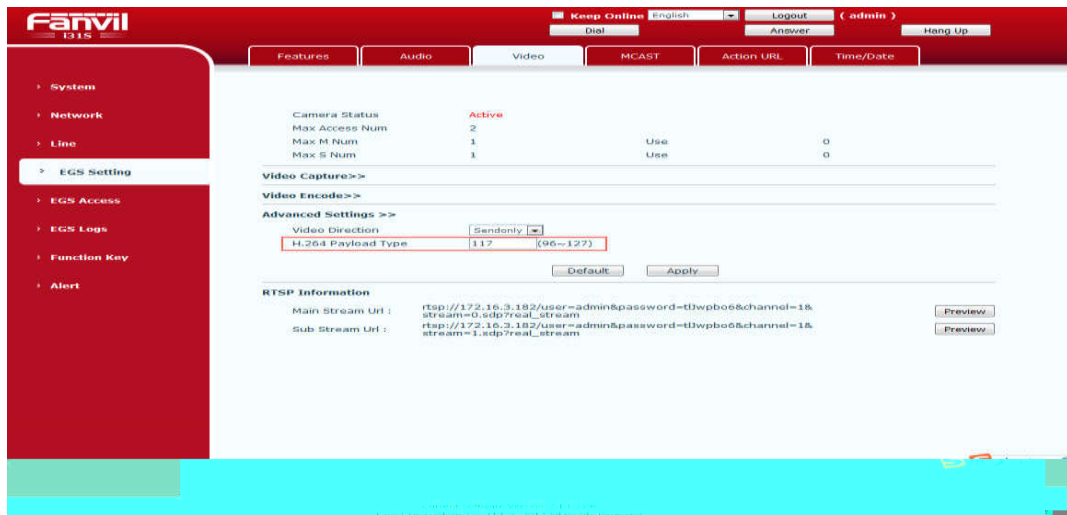 Fanvil
i31S
Keep Online English Logout ( admin )
Dial Answer Hang Up
Features Audio Video MCAST Action URL Time/Date
› System
› Network
› Line
› EGS Setting
› EGS Access
› EGS Logs
› Function Key
› Alert
Camera Status Active
Max Access Num 2
Max M Num 1 Use 0
Max S Num 1 Use 0
Video Capture>>
Video Encode>>
Advanced Settings >>
Video Direction Sendonly
H.264 Payload Type 117 (96~127)
Default Apply
RTSP Information
Main Stream Url : rtsp://172.16.3.182/user=admin&password=tlJwpbo6&channel=1&
stream=0.sdp?real_stream Preview
Sub Stream Url : rtsp://172.16.3.182/user=admin&password=tlJwpbo6&channel=1&
stream=1.sdp?real_stream Preview